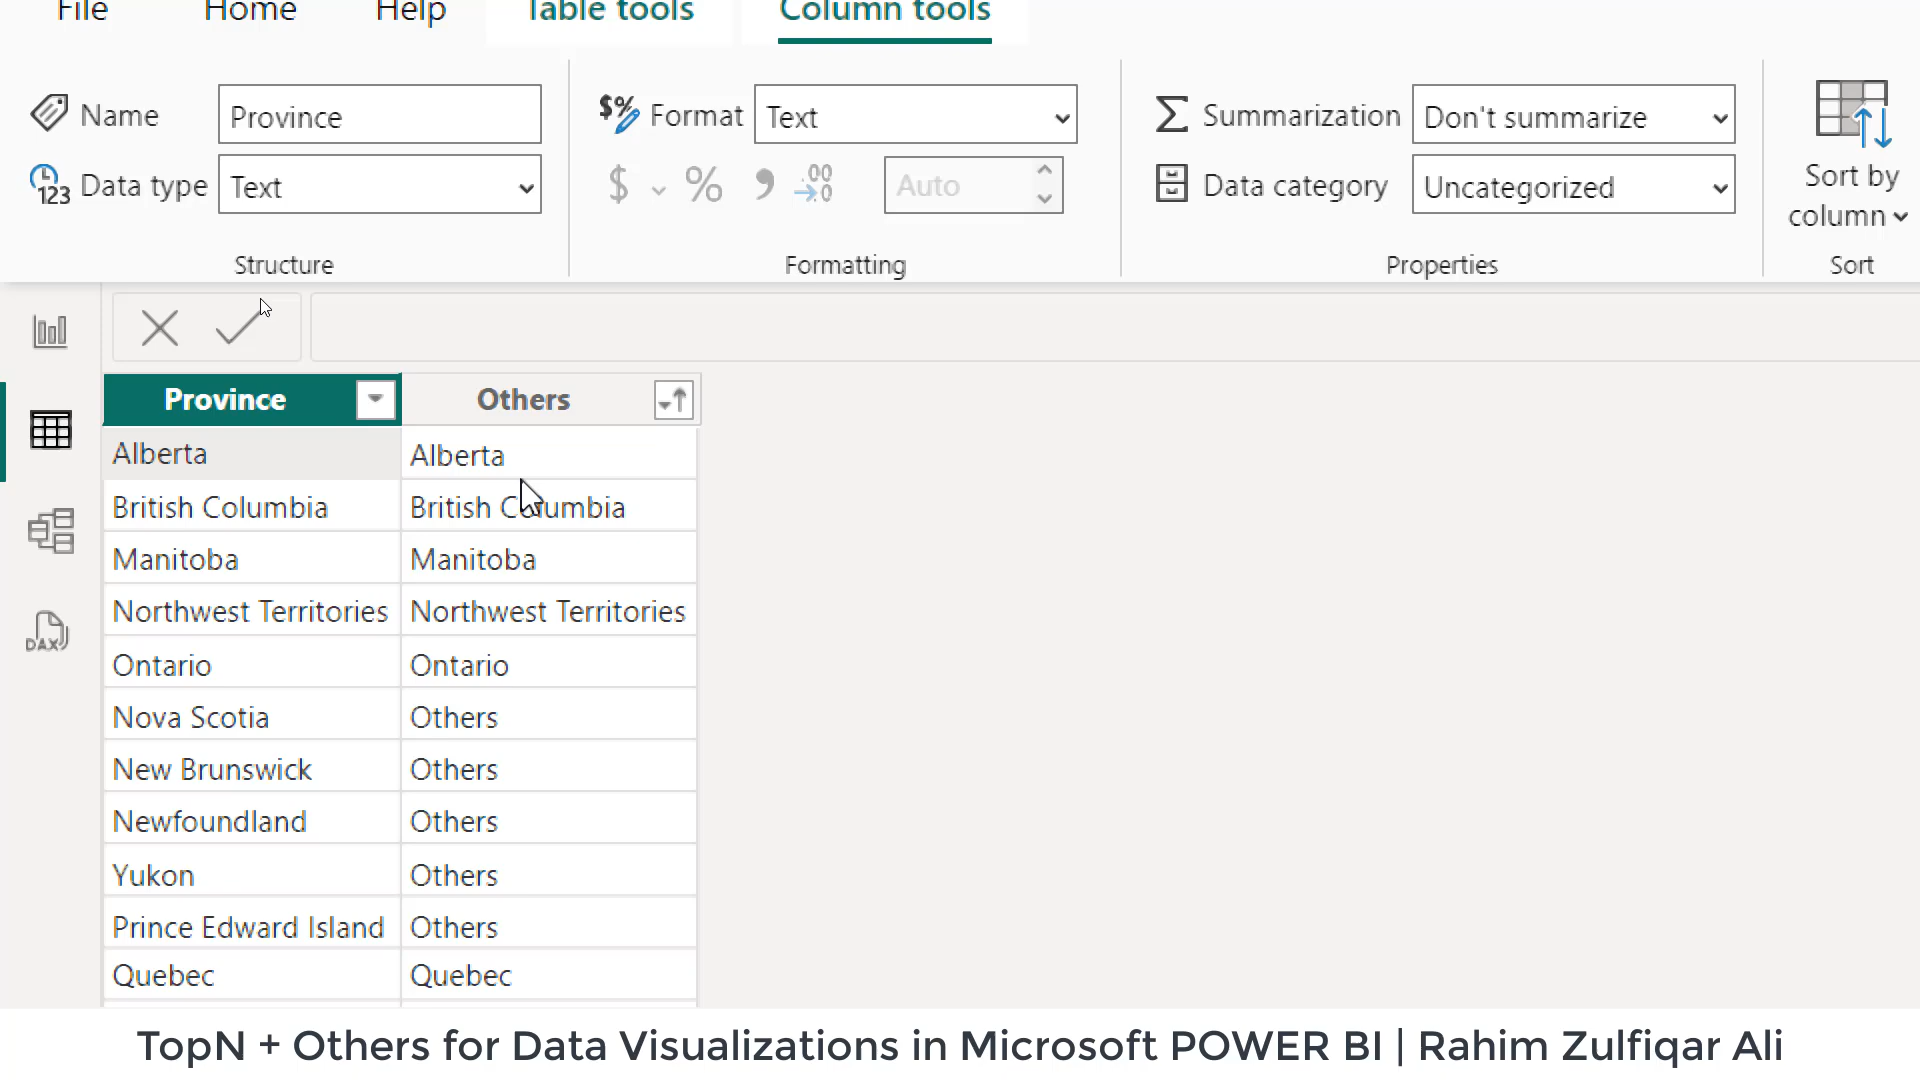 File Home Help Table tools Column tools
Name Province Format Text Summarization Don't summarize
Data type Text $ % , .00 Auto Data category Uncategorized Sort by
column
Structure Formatting Properties Sort
Province Others
Alberta Alberta
British Columbia British Columbia
Manitoba Manitoba
Northwest Territories Northwest Territories
Ontario Ontario
Nova Scotia Others
New Brunswick Others
Newfoundland Others
Yukon Others
Prince Edward Island Others
Quebec Quebec
DAX
TopN + Others for Data Visualizations in Microsoft POWER BI | Rahim Zulfiqar Ali